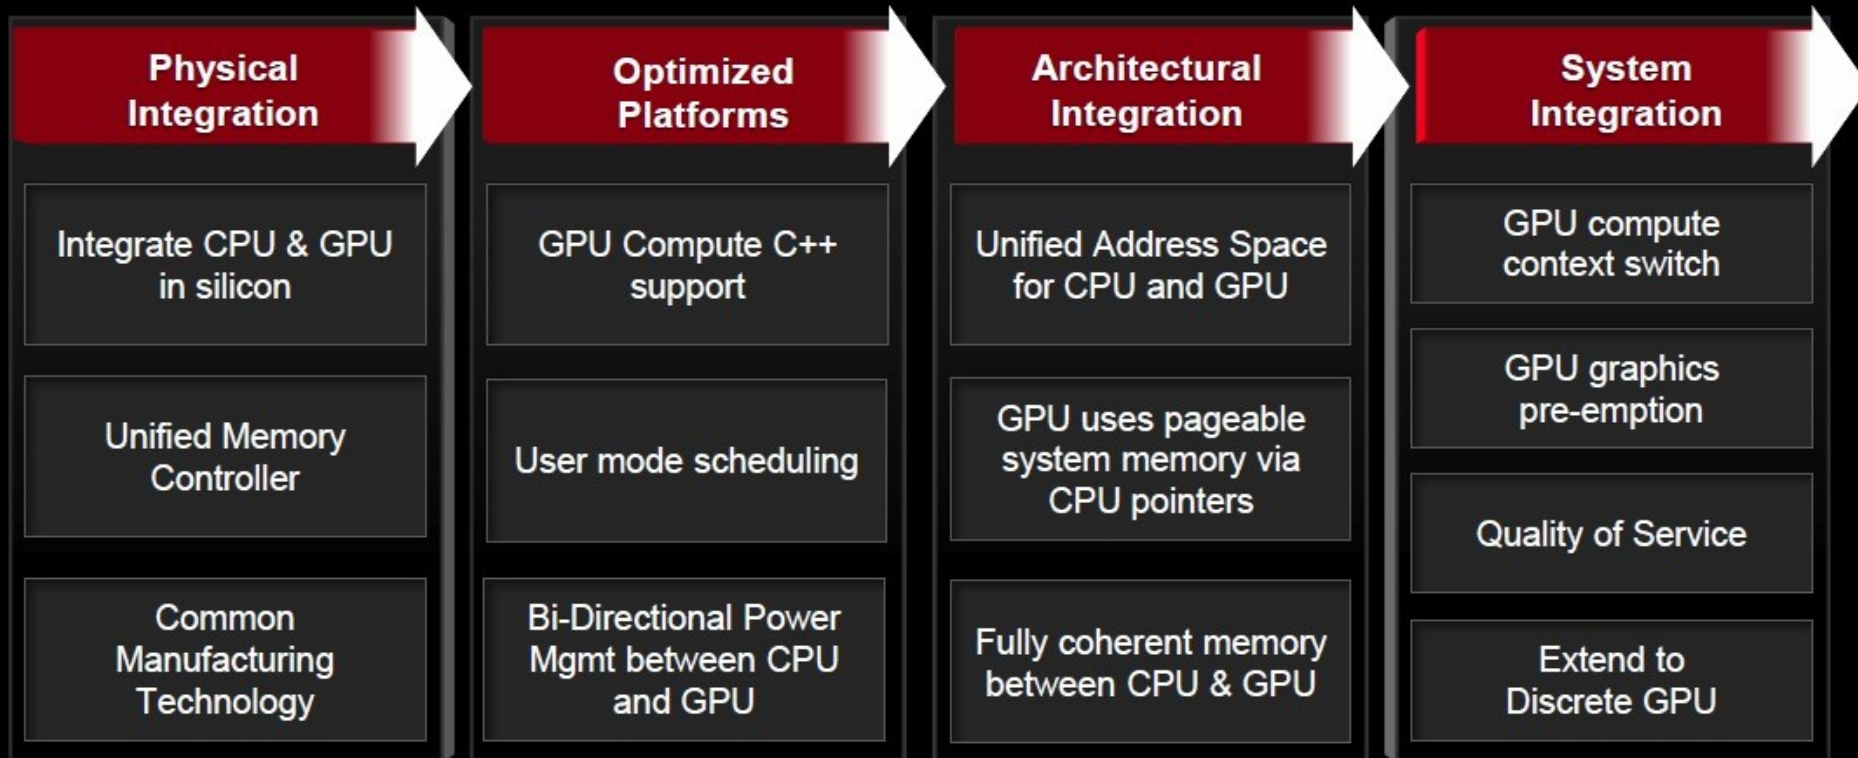 Physical
Integration
Integrate CPU & GPU
in silicon
Unified Memory
Controller
Common
Manufacturing
Technology
Optimized
Platforms
GPU Compute C++
support
User mode scheduling
Bi-Directional Power
Mgmt between CPU
and GPU
Architectural
Integration
Unified Address Space
for CPU and GPU
GPU uses pageable
system memory via
CPU pointers
Fully coherent memory
between CPU & GPU
System
Integration
GPU compute
context switch
GPU graphics
pre-emption
Quality of Service
Extend to
Discrete GPU